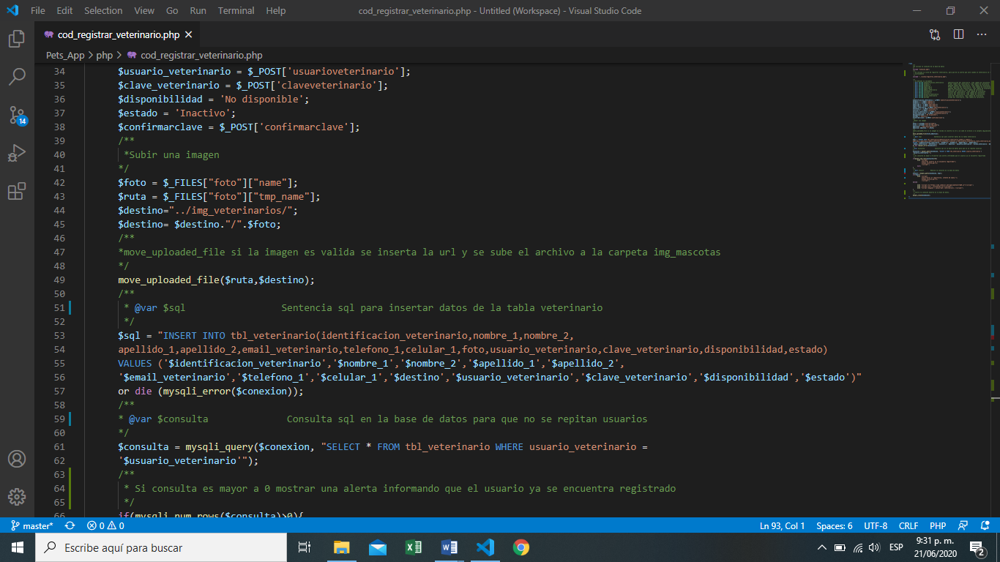 File Edit Selection View Go Run Terminal Help cod_registrar_veterinario.php - Untitled (Workspace) - Visual Studio Code
cod_registrar_veterinario.php
Pets_App > php > cod_registrar_veterinario.php
34 $usuario_veterinario = $_POST['usuarioveterinario'];
35 $clave_veterinario = $_POST['claveveterinario'];
36 $disponibilidad = 'No disponible';
37 $estado = 'Inactivo';
38 $confirmarclave = $_POST['confirmarclave'];
39 /**
40 *Subir una imagen
41 */
42 $foto = $_FILES["foto"]["name"];
43 $ruta = $_FILES["foto"]["tmp_name"];
44 $destino="../img_veterinarios/";
45 $destino= $destino."/".$foto;
46 /**
47 *move_uploaded_file si la imagen es valida se inserta la url y se sube el archivo a la carpeta img_mascotas
48 */
49 move_uploaded_file($ruta,$destino);
50 /**
51 * @var $sql Sentencia sql para insertar datos de la tabla veterinario
52 */
53 $sql = "INSERT INTO tbl_veterinario(identificacion_veterinario,nombre_1,nombre_2,
54 apellido_1,apellido_2,email_veterinario,telefono_1,celular_1,foto,usuario_veterinario,clave_veterinario,disponibilidad,estado)
55 VALUES ('$identificacion_veterinario','$nombre_1','$nombre_2','$apellido_1','$apellido_2',
56 '$email_veterinario','$telefono_1','$celular_1','$destino','$usuario_veterinario','$clave_veterinario','$disponibilidad','$estado')"
57 or die (mysqli_error($conexion));
58 /**
59 * @var $consulta Consulta sql en la base de datos para que no se repitan usuarios
60 */
61 $consulta = mysqli_query($conexion, "SELECT * FROM tbl_veterinario WHERE usuario_veterinario =
62 '$usuario_veterinario'");
63 /**
64 * Si consulta es mayor a 0 mostrar una alerta informando que el usuario ya se encuentra registrado
65 */
66 if(mysqli_num_rows($consulta)>0){
14
master* 0 0 Ln 93, Col 1 Spaces: 6 UTF-8 CRLF PHP
Escribe aquí para buscar
ESP
9:31 p. m.
21/06/2020
2